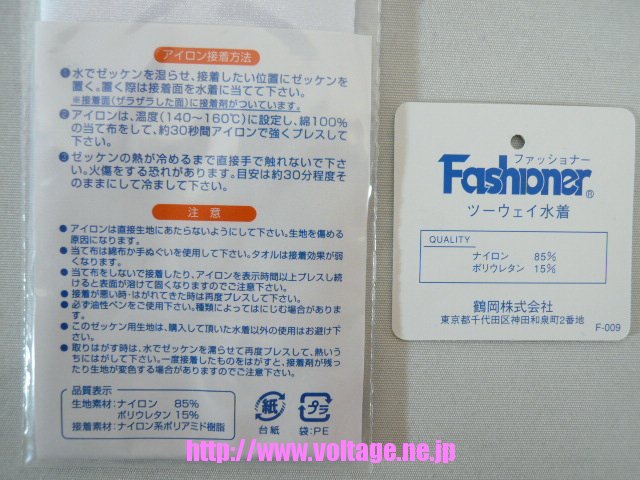 アイロン接着方法
❶水でゼッケンを湿らせ、接着したい位置にゼッケンを
置く。置く際は接着面を水着に当てて下さい。
※接着面(ザラザラした面)に接着剤がついています。
❷アイロンは、温度(140〜160℃)に設定し、綿100%
の当て布をして、約30秒間アイロンで強くプレスして
下さい。
❸ゼッケンの熱が冷めるまで直接手で触れないで下さ
い。火傷をする恐れがあります。目安は約30分程度そ
のままにして冷まして下さい。
注意
●アイロンは直接生地にあたらないようにして下さい。生地を傷める
原因になります。
●当て布は綿布か手ぬぐいを使用して下さい。タオルは接着効果が弱
くなります。
●当て布をしないで接着したり、アイロンを表示時間以上プレスし続
けると表面が溶けて固くなりますのでご注意下さい。
●接着が悪い時・はがれてきた時は再度プレスして下さい。
●必ず油性ペンをご使用下さい。種類によってはにじむ場合がありま
す。
●このゼッケン用生地は、購入して頂いた水着以外の使用はお避け下
さい。
●取りはがす時は、水でゼッケンを濡らせて再度プレスして、熱いう
ちにはがして下さい。一度接着したものをはがすと、接着剤が残っ
たり生地が変色する場合がありますのでご注意下さい。
品質表示
生地素材:ナイロン 85%
ポリウレタン 15%
接着素材:ナイロン系ポリアミド樹脂
紙
台紙
プラ
袋:PE
ファッショナー
Fashioner®
ツーウェイ水着
QUALITY
ナイロン 85%
ポリウレタン 15%
鶴岡株式会社
東京都千代田区神田和泉町2番地
F-009
http://www.voltage.ne.jp